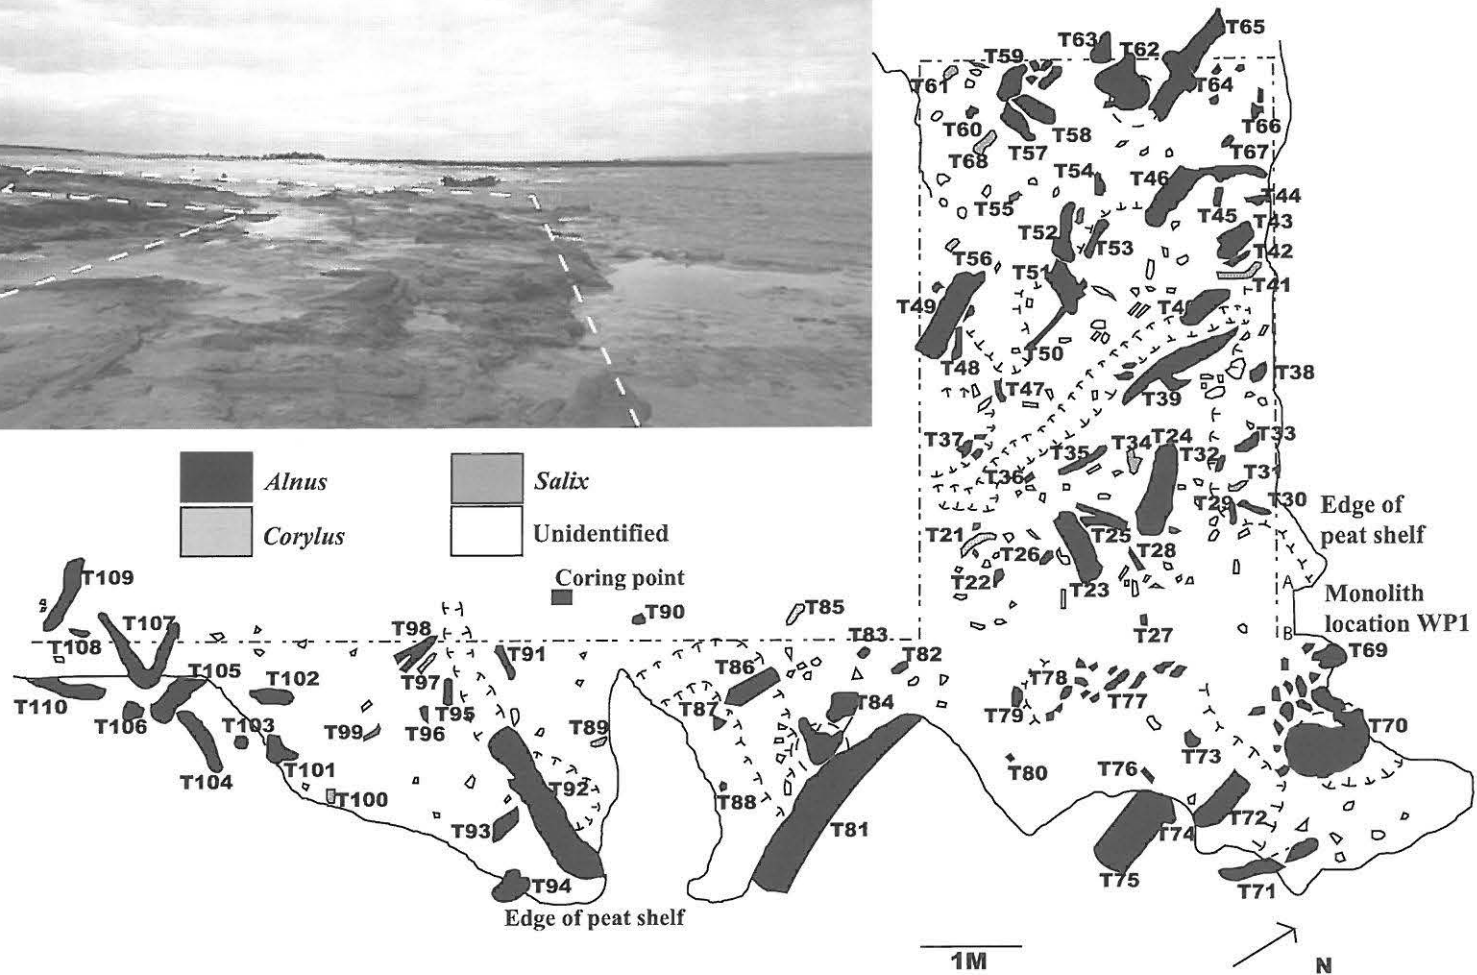 T65
T63
T62
T59
T61
T64
T60
T58
T66
T57
T68
T67
T54
T46
T44
T55
T45
T43
T52
T53
T42
T56
T51
T41
T49
T40
T50
T48
T47
T38
T39
T37
T34
T24
T33
T35
T32
T36
T31
T29
T30
Edge of
peat shelf
T21
T25
T26
T28
T22
T23
A
Monolith
location WP1
B
T27
Alnus
Salix
Corylus
Unidentified
Coring point
T109
T90
T85
T107
T98
T83
T108
T91
T82
T69
T105
T86
T78
T110
T102
T97
T77
T106
T95
T87
T84
T79
T103
T99
T96
T89
T70
T104
T101
T73
T80
T76
T100
T92
T88
T93
T81
T74
T72
T94
T75
T71
Edge of peat shelf
1M
N